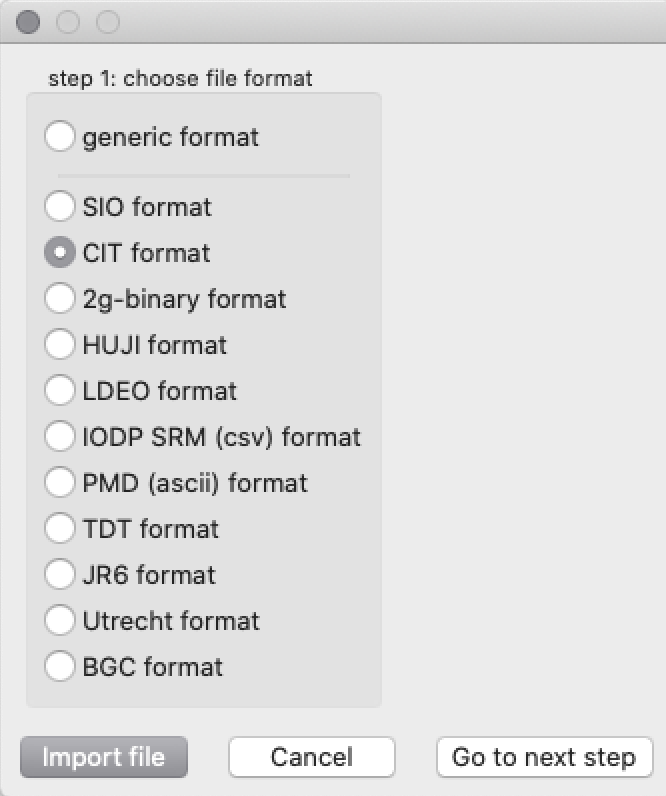 step 1: choose file format
generic format
SIO format
CIT format
2g-binary format
HUJI format
LDEO format
IODP SRM (csv) format
PMD (ascii) format
TDT format
JR6 format
Utrecht format
BGC format
Import file
Cancel
Go to next step